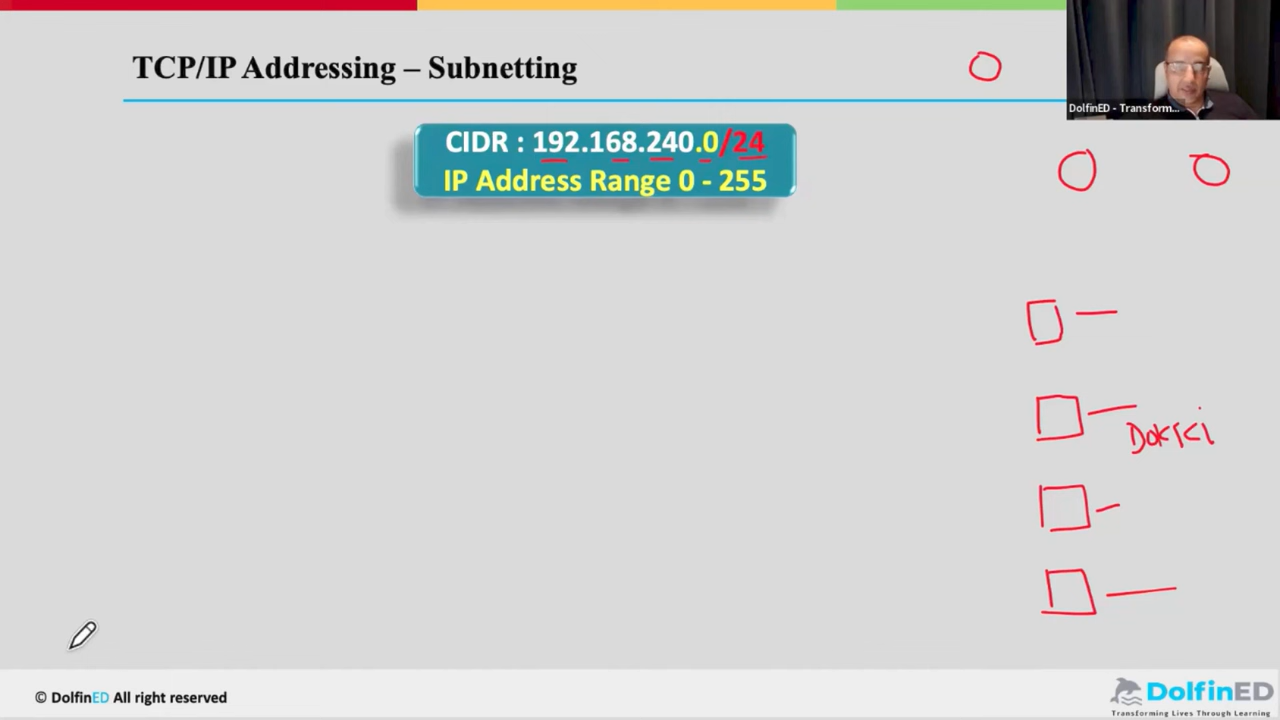 TCP/IP Addressing – Subnetting
DolfinED - Transform...
CIDR : 192.168.240.0/24
IP Address Range 0 - 255
© DolfinED All right reserved
DolfinED
Transforming Lives Through Learning